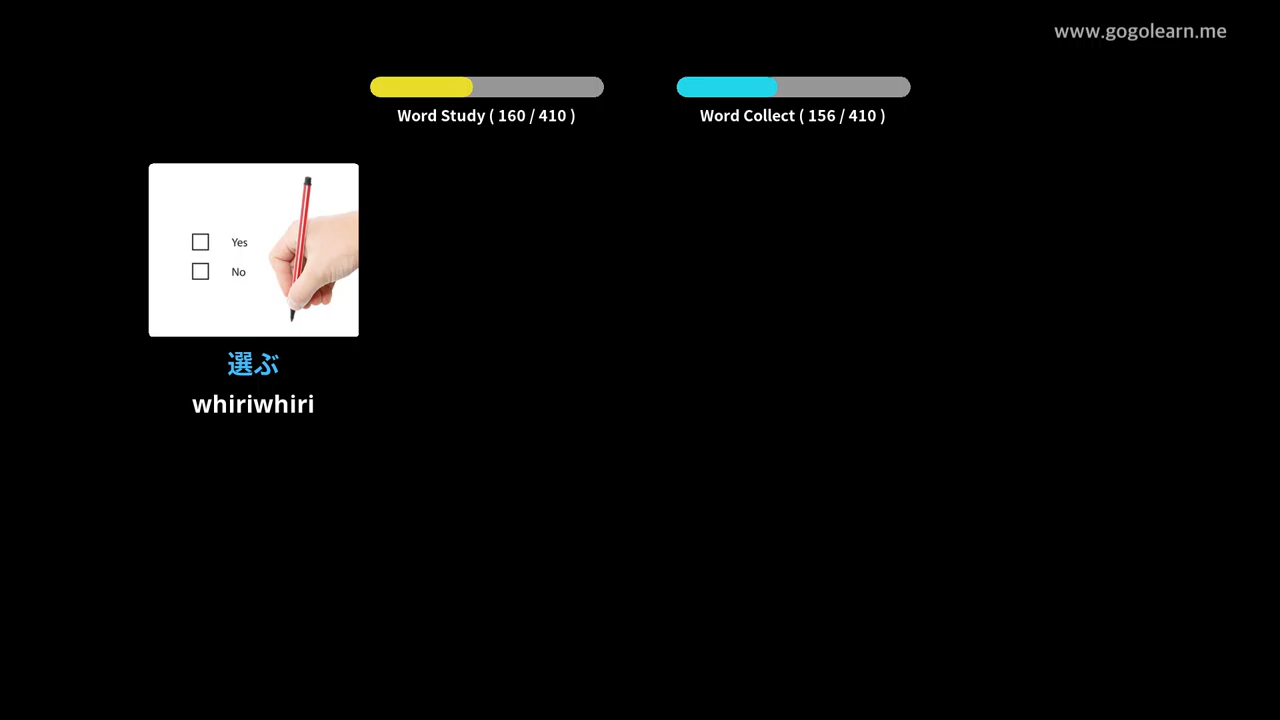 www.gogolearn.me
Word Study ( 160 / 410 )
Word Collect ( 156 / 410 )
Yes
No
選ぶ
whiriwhiri